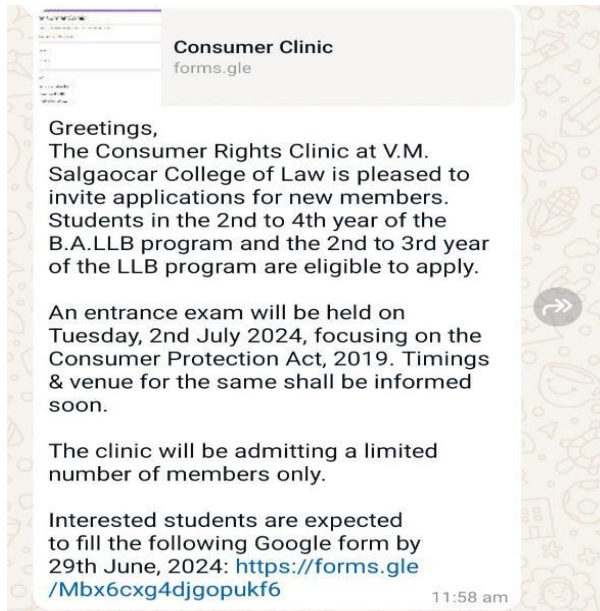 Consumer Clinic
forms.gle
Greetings,
The Consumer Rights Clinic at V.M.
Salgaocar College of Law is pleased to
invite applications for new members.
Students in the 2nd to 4th year of the
B.A.LLB program and the 2nd to 3rd year
of the LLB program are eligible to apply.
An entrance exam will be held on
Tuesday, 2nd July 2024, focusing on the
Consumer Protection Act, 2019. Timings
& venue for the same shall be informed
soon.
The clinic will be admitting a limited
number of members only.
Interested students are expected
to fill the following Google form by
29th June, 2024: https://forms.gle
/Mbx6cxg4djgopukf6
11:58 am